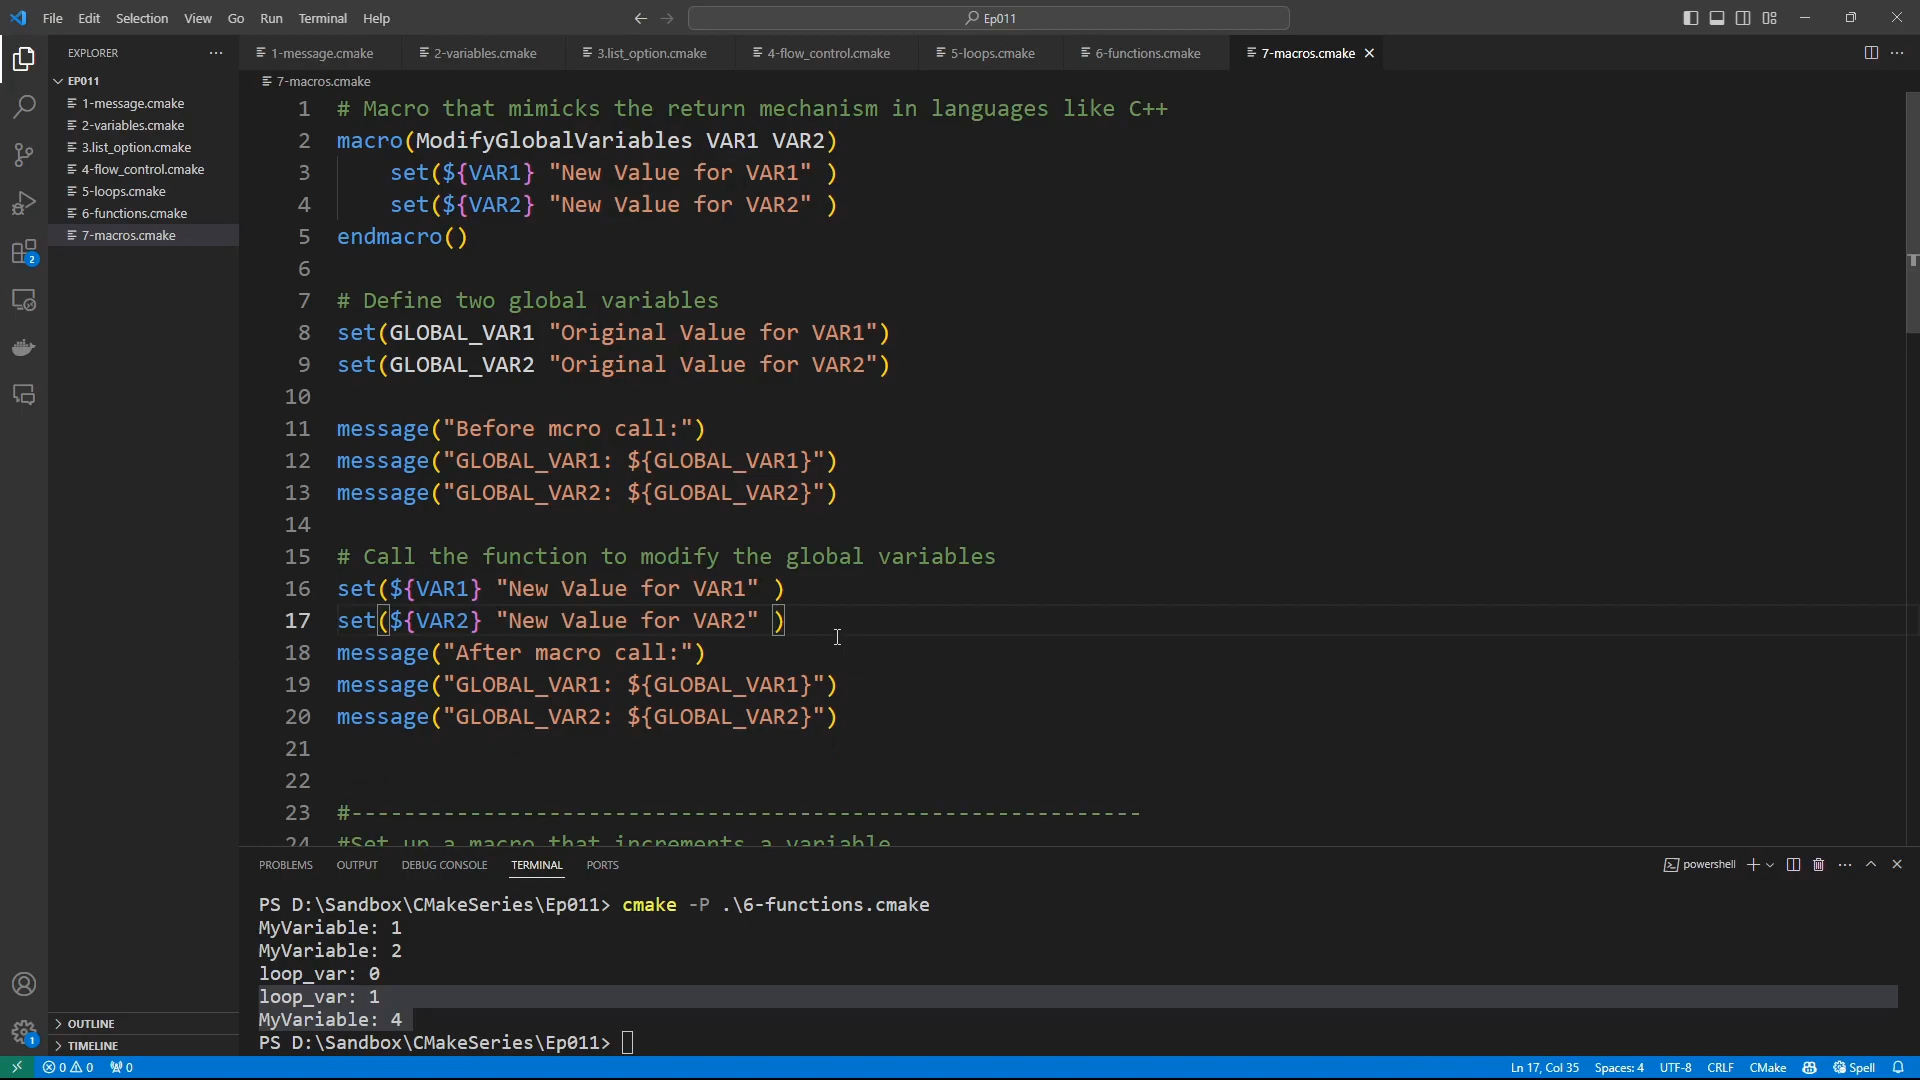 File Edit Selection View Go Run Terminal Help
Ep011
EXPLORER
1-message.cmake 2-variables.cmake 3.list_option.cmake 4-flow_control.cmake 5-loops.cmake 6-functions.cmake 7-macros.cmake
EP011
1-message.cmake
2-variables.cmake
3.list_option.cmake
4-flow_control.cmake
5-loops.cmake
6-functions.cmake
7-macros.cmake
2
7-macros.cmake
1 # Macro that mimicks the return mechanism in languages like C++
2 macro(ModifyGlobalVariables VAR1 VAR2)
3 set(${VAR1} "New Value for VAR1" )
4 set(${VAR2} "New Value for VAR2" )
5 endmacro()
6
7 # Define two global variables
8 set(GLOBAL_VAR1 "Original Value for VAR1")
9 set(GLOBAL_VAR2 "Original Value for VAR2")
10
11 message("Before mcro call:")
12 message("GLOBAL_VAR1: ${GLOBAL_VAR1}")
13 message("GLOBAL_VAR2: ${GLOBAL_VAR2}")
14
15 # Call the function to modify the global variables
16 set(${VAR1} "New Value for VAR1" )
17 set(${VAR2} "New Value for VAR2" )
18 message("After macro call:")
19 message("GLOBAL_VAR1: ${GLOBAL_VAR1}")
20 message("GLOBAL_VAR2: ${GLOBAL_VAR2}")
21
22
23 #------------------------------------------------------------
24 #Set up a macro that increments a variable
PROBLEMS OUTPUT DEBUG CONSOLE TERMINAL PORTS
powershell
PS D:\Sandbox\CMakeSeries\Ep011> cmake -P .\6-functions.cmake
MyVariable: 1
MyVariable: 2
loop_var: 0
loop_var: 1
MyVariable: 4
PS D:\Sandbox\CMakeSeries\Ep011>
OUTLINE
TIMELINE
1
0 0 0
Ln 17, Col 35 Spaces: 4 UTF-8 CRLF CMake Spell